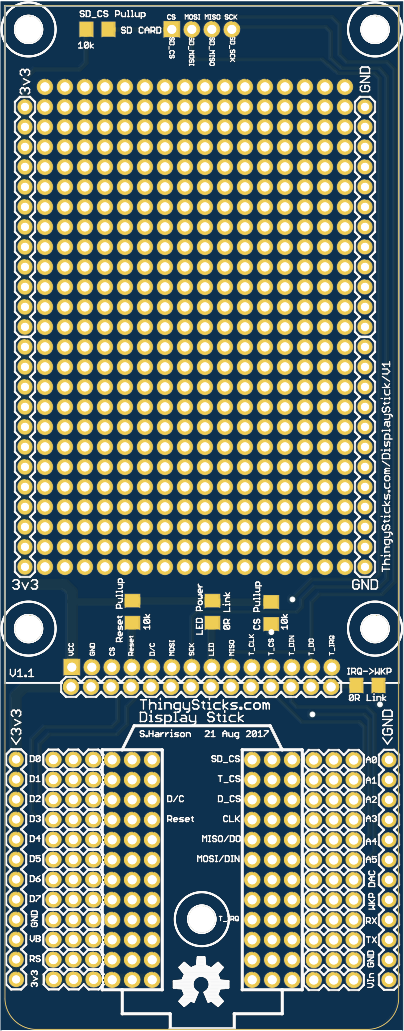 SD_CS Pullup
10k
SD CARD
CS MOSI MISO SCK
SD_CS
SD_MOSI
SD_MISO
SD_SCK
3v3
GND
ThingySticks.com/DisplayStick/V1
3v3
GND
Reset Pullup
10k
LED Power
0R Link
CS Pullup
10k
VCC
GND
CS
Reset
D/C
MOSI
SCK
LED
MISO
T_CLK
T_CS
T_DIN
T_DO
T_IRQ
V1.1
IRQ->WKP
0R Link
ThingySticks.com
Display Stick
<3v3
<GND
S.Harrison 21 Aug 2017
D0 SD_CS A0
D1 T_CS A1
D2 D/C D_CS A2
D3 Reset CLK A3
D4 MISO/DO A4
D5 MOSI/DIN A5
D6 DAC
D7 WKP
GND T_IRQ RX
VB TX
RS GND
3v3 Vin